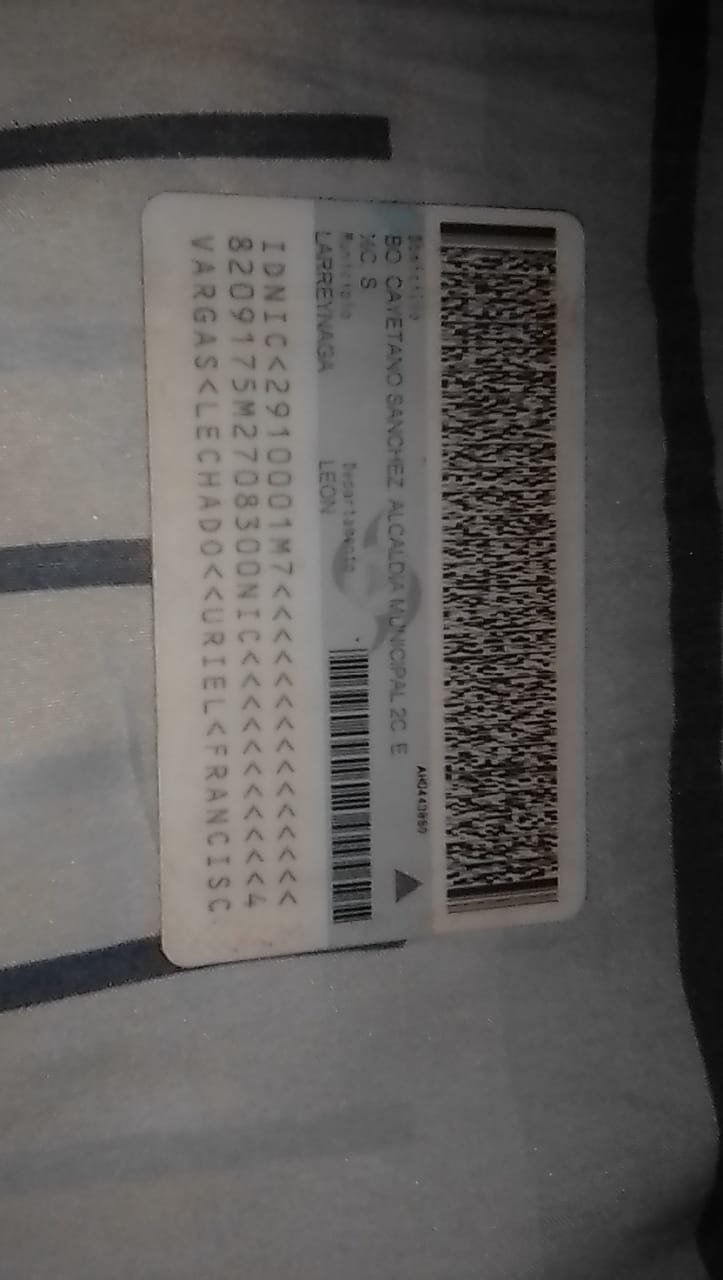 AH0443860
Domicilio
BO CAYETANO SANCHEZ ALCALDIA MUNICIPAL 2C E
½C S
Municipio Departamento
LARREYNAGA LEON
IDNIC<2910001M7<<<<<<<<<<<<<<<
8209175M2708300NIC<<<<<<<<<<<4
VARGAS<LECHADO<<URIEL<FRANCISC